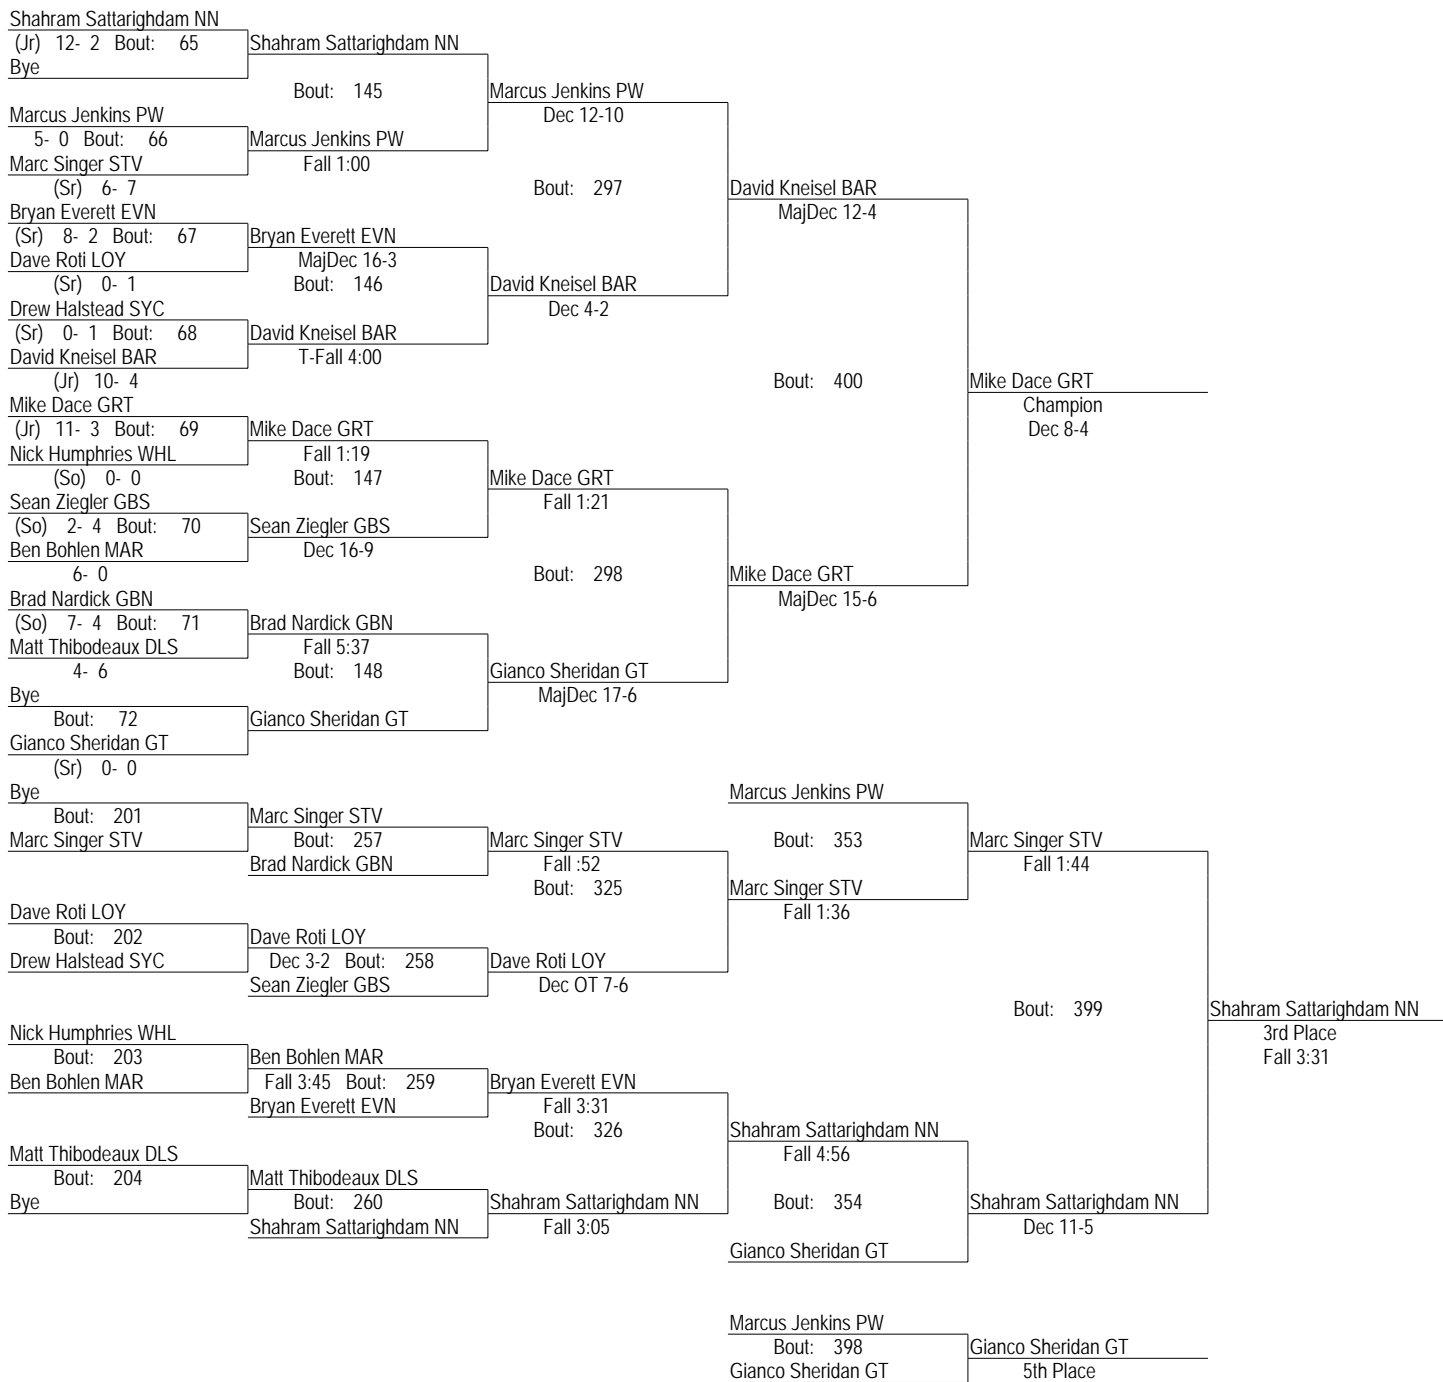 Shahram Sattarighdam NN
(Jr) 12- 2 Bout: 65 Shahram Sattarighdam NN
Bye
Bout: 145 Marcus Jenkins PW
Marcus Jenkins PW Dec 12-10
5- 0 Bout: 66 Marcus Jenkins PW
Marc Singer STV Fall 1:00
(Sr) 6- 7 Bout: 297 David Kneisel BAR
Bryan Everett EVN MajDec 12-4
(Sr) 8- 2 Bout: 67 Bryan Everett EVN
Dave Roti LOY MajDec 16-3
(Sr) 0- 1 Bout: 146 David Kneisel BAR
Drew Halstead SYC Dec 4-2
(Sr) 0- 1 Bout: 68 David Kneisel BAR
David Kneisel BAR T-Fall 4:00
(Jr) 10- 4 Bout: 400 Mike Dace GRT
Mike Dace GRT Champion
(Jr) 11- 3 Bout: 69 Mike Dace GRT Dec 8-4
Nick Humphries WHL Fall 1:19
(So) 0- 0 Bout: 147 Mike Dace GRT
Sean Ziegler GBS Fall 1:21
(So) 2- 4 Bout: 70 Sean Ziegler GBS
Ben Bohlen MAR Dec 16-9
6- 0 Bout: 298 Mike Dace GRT
Brad Nardick GBN MajDec 15-6
(So) 7- 4 Bout: 71 Brad Nardick GBN
Matt Thibodeaux DLS Fall 5:37
4- 6 Bout: 148 Gianco Sheridan GT
Bye MajDec 17-6
Bout: 72 Gianco Sheridan GT
Gianco Sheridan GT
(Sr) 0- 0
Bye Marcus Jenkins PW
Bout: 201 Marc Singer STV
Marc Singer STV Bout: 257 Marc Singer STV Bout: 353 Marc Singer STV
Brad Nardick GBN Fall :52 Fall 1:44
Bout: 325 Marc Singer STV
Dave Roti LOY Fall 1:36
Bout: 202 Dave Roti LOY
Drew Halstead SYC Dec 3-2 Bout: 258 Dave Roti LOY
Sean Ziegler GBS Dec OT 7-6
Bout: 399 Shahram Sattarighdam NN
Nick Humphries WHL 3rd Place
Bout: 203 Ben Bohlen MAR Fall 3:31
Ben Bohlen MAR Fall 3:45 Bout: 259 Bryan Everett EVN
Bryan Everett EVN Fall 3:31
Bout: 326 Shahram Sattarighdam NN
Matt Thibodeaux DLS Fall 4:56
Bout: 204 Matt Thibodeaux DLS
Bye Bout: 260 Shahram Sattarighdam NN Bout: 354 Shahram Sattarighdam NN
Shahram Sattarighdam NN Fall 3:05 Dec 11-5
Gianco Sheridan GT
Marcus Jenkins PW
Bout: 398 Gianco Sheridan GT
Gianco Sheridan GT 5th Place